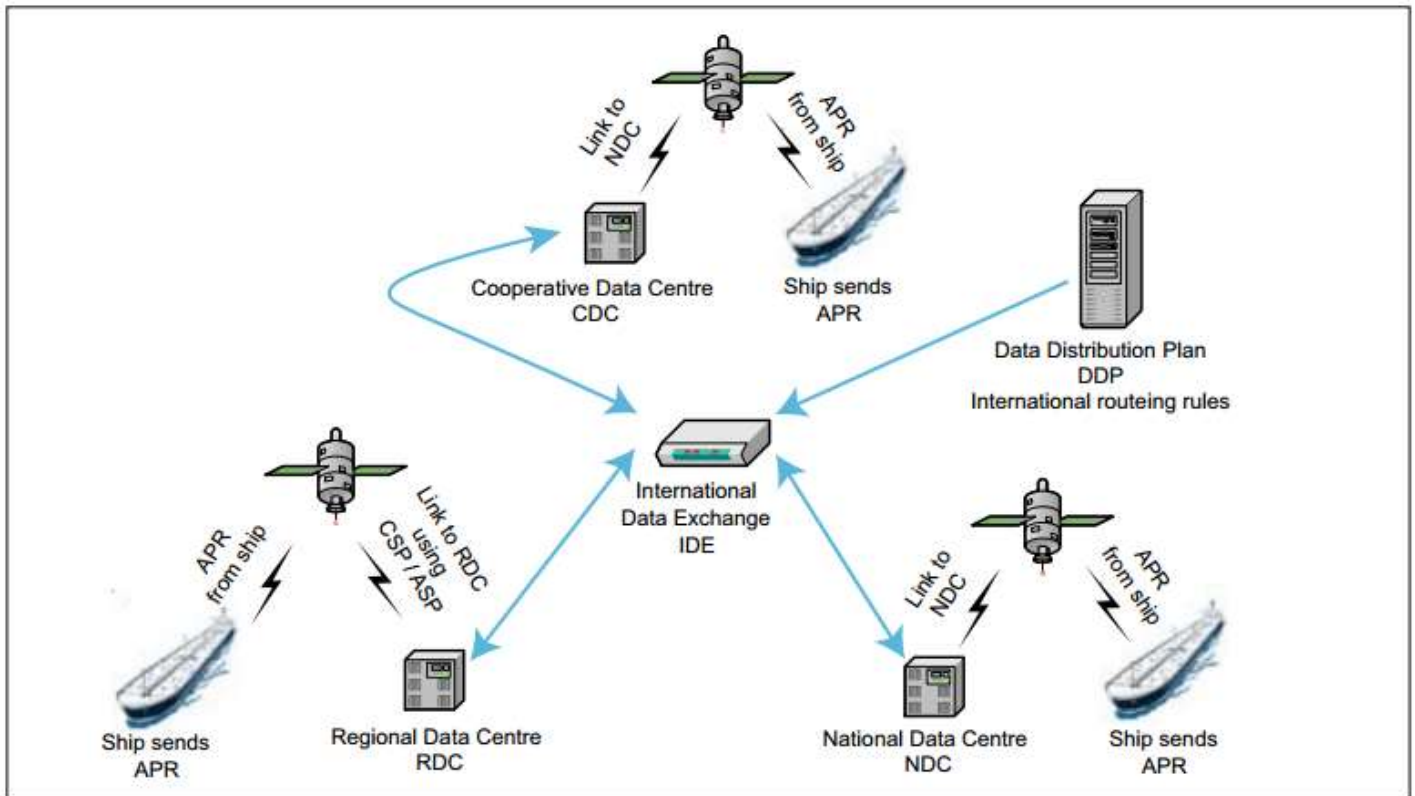 Link to
NDC
APR
from ship
Cooperative Data Centre
CDC
Ship sends
APR
Data Distribution Plan
DDP
International routeing rules
International
Data Exchange
IDE
APR
from ship
Link to RDC
using
CSP / ASP
Ship sends
APR
Regional Data Centre
RDC
Link to
NDC
APR
from ship
National Data Centre
NDC
Ship sends
APR